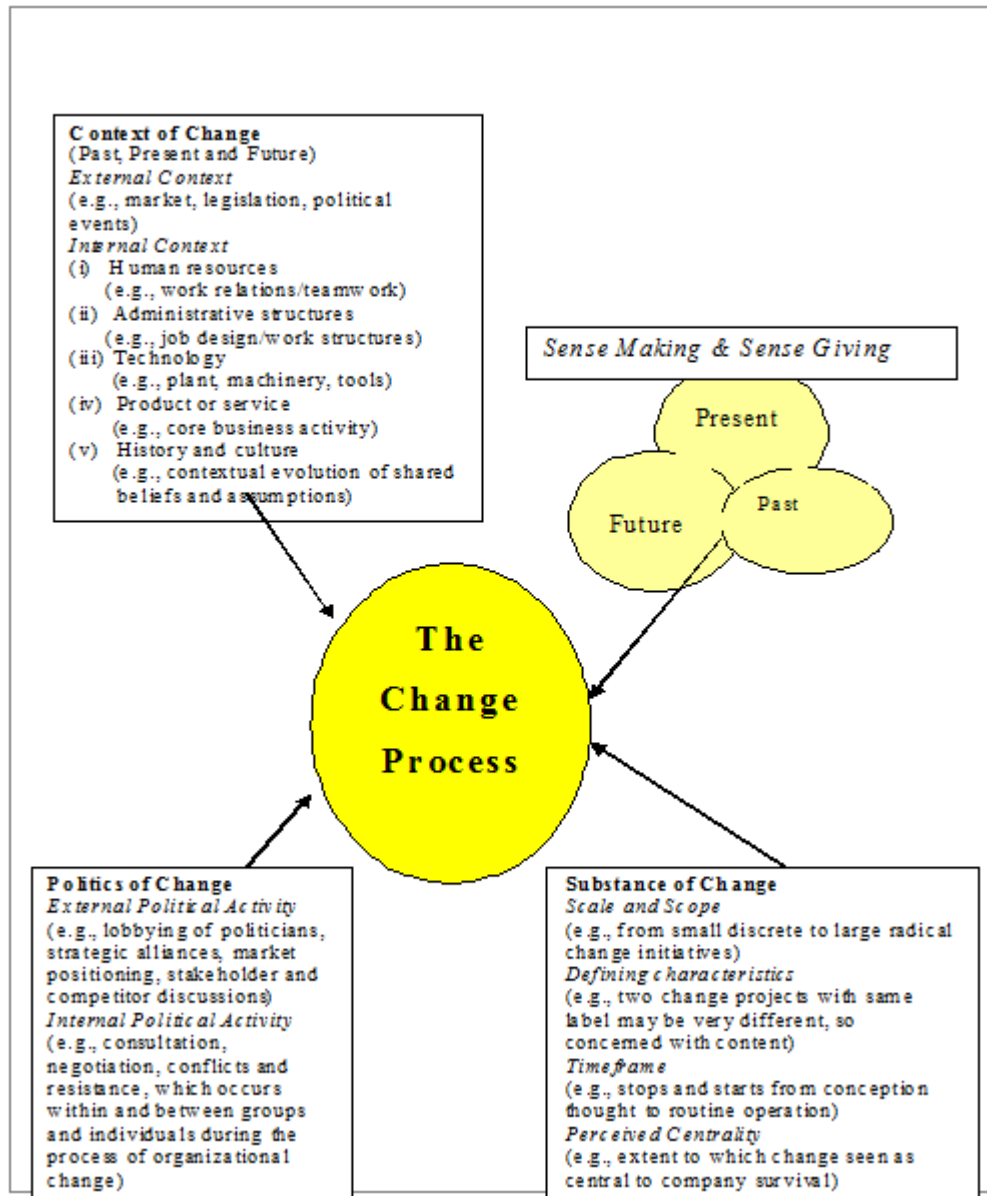 Context of Change
(Past, Present and Future)
External Context
(e.g., market, legislation, political
events)
Internal Context
(i) Human resources
(e.g., work relations/teamwork)
(ii) Administrative structures
(e.g., job design/work structures)
(iii) Technology
(e.g., plant, machinery, tools)
(iv) Product or service
(e.g., core business activity)
(v) History and culture
(e.g., contextual evolution of shared
beliefs and assumptions)
Sense Making & Sense Giving
Present
Future
Past
The
Change
Process
Politics of Change
External Political Activity
(e.g., lobbying of politicians,
strategic alliances, market
positioning, stakeholder and
competitor discussions)
Internal Political Activity
(e.g., consultation,
negotiation, conflicts and
resistance, which occurs
within and between groups
and individuals during the
process of organizational
change)
Substance of Change
Scale and Scope
(e.g., from small discrete to large radical
change initiatives)
Defining characteristics
(e.g., two change projects with same
label may be very different, so
concerned with content)
Timeframe
(e.g., stops and starts from conception
thought to routine operation)
Perceived Centrality
(e.g., extent to which change seen as
central to company survival)